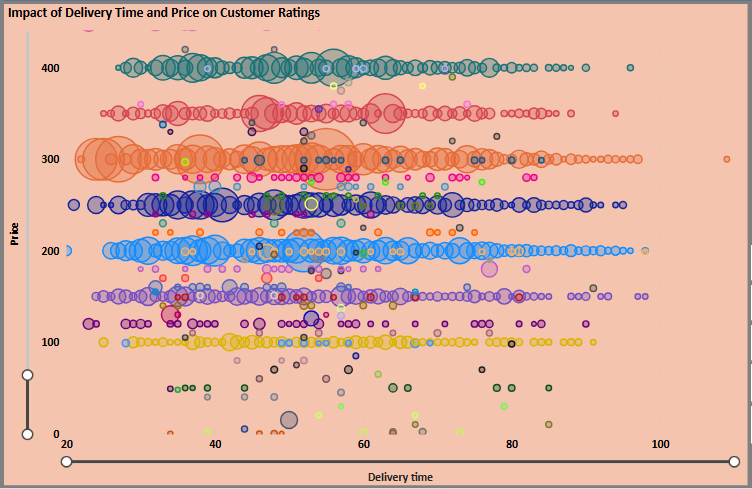 Impact of Delivery Time and Price on Customer Ratings
400
300
Price
200
100
0
20 40 60 80 100
Delivery time